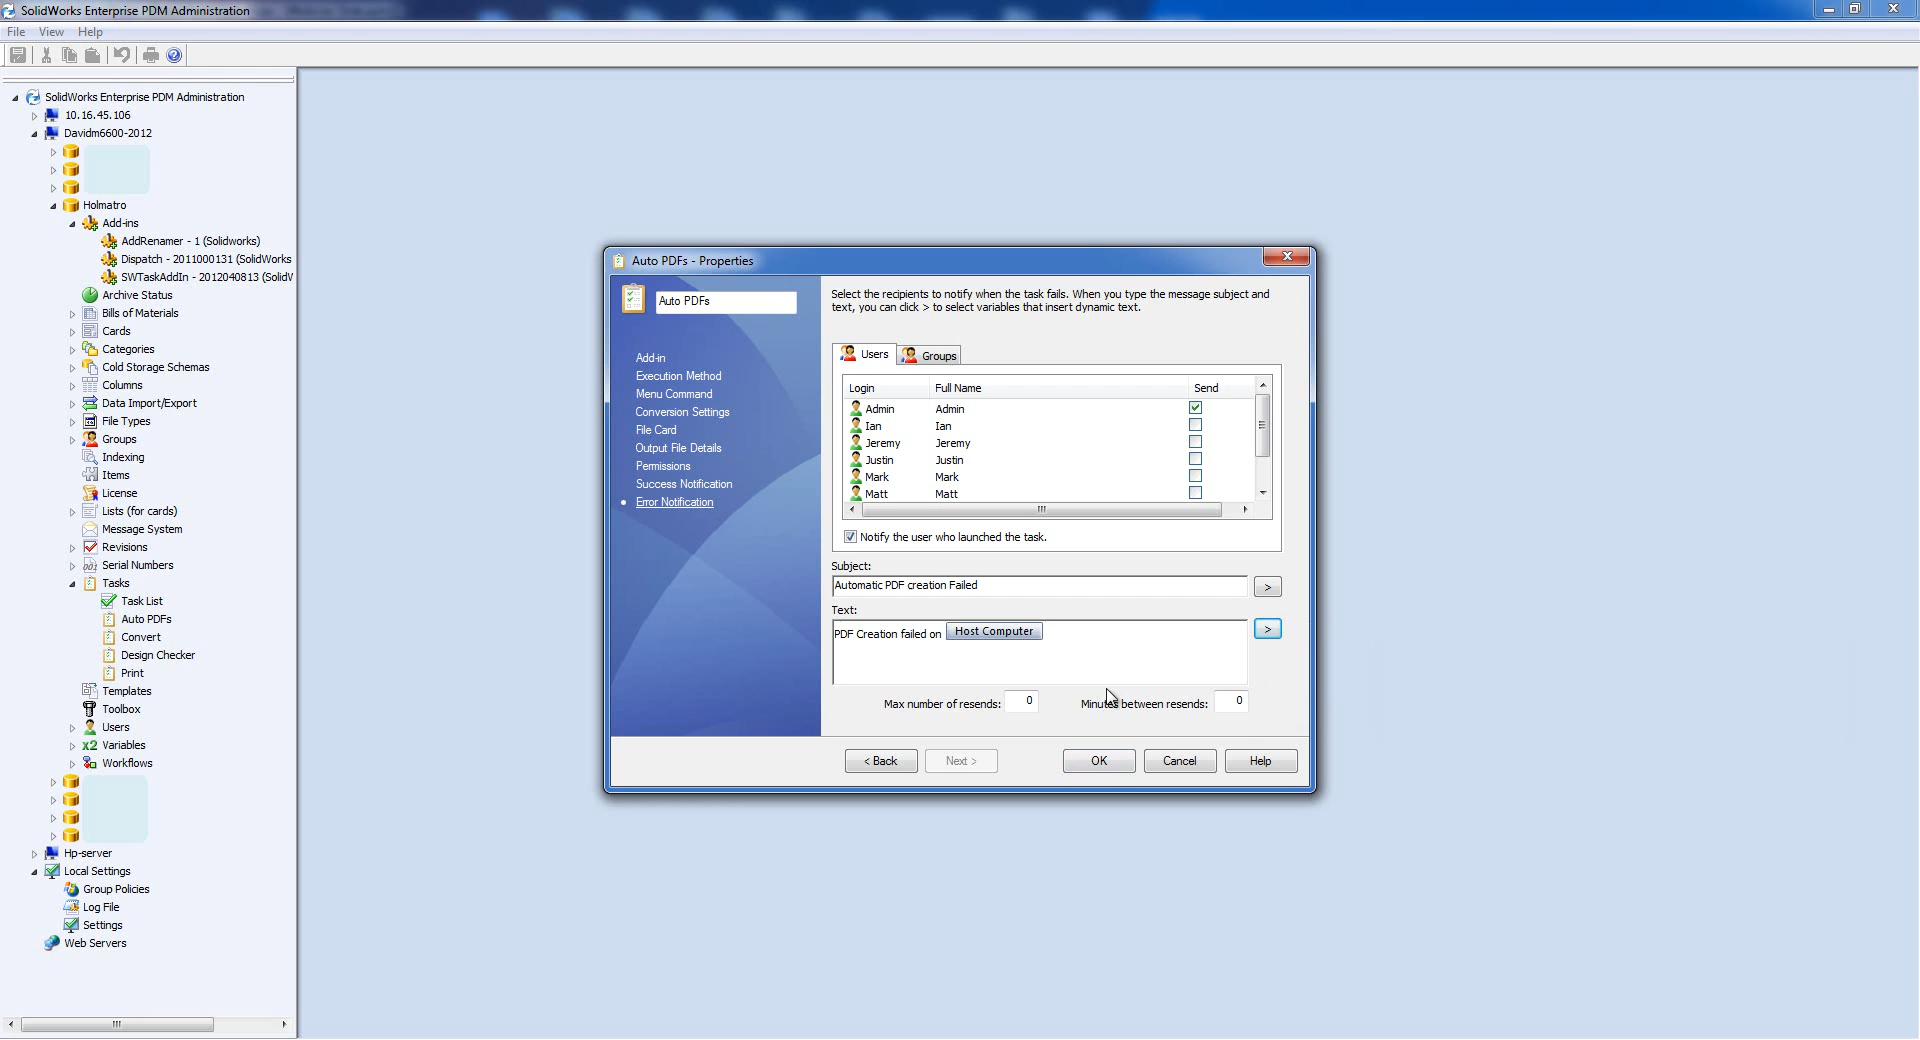 SolidWorks Enterprise PDM Administration
File View Help
SolidWorks Enterprise PDM Administration
10.16.45.106
Davidm6600-2012
Holmatro
Add-ins
AddRenamer - 1 (Solidworks)
Dispatch - 2011000131 (SolidWorks
SWTaskAddIn - 2012040813 (SolidW
Archive Status
Bills of Materials
Cards
Categories
Cold Storage Schemas
Columns
Data Import/Export
File Types
Groups
Indexing
Items
License
Lists (for cards)
Message System
Revisions
Serial Numbers
Tasks
Task List
Auto PDFs
Convert
Design Checker
Print
Templates
Toolbox
Users
Variables
Workflows
Hp-server
Local Settings
Group Policies
Log File
Settings
Web Servers
Auto PDFs - Properties
Auto PDFs
Add-in
Execution Method
Menu Command
Conversion Settings
File Card
Output File Details
Permissions
Success Notification
Error Notification
Select the recipients to notify when the task fails. When you type the message subject and
text, you can click > to select variables that insert dynamic text.
Users Groups
Login Full Name Send
Admin Admin
Ian Ian
Jeremy Jeremy
Justin Justin
Mark Mark
Matt Matt
Notify the user who launched the task.
Subject:
Automatic PDF creation Failed >
Text:
PDF Creation failed on Host Computer >
Max number of resends: 0 Minutes between resends: 0
< Back Next > OK Cancel Help